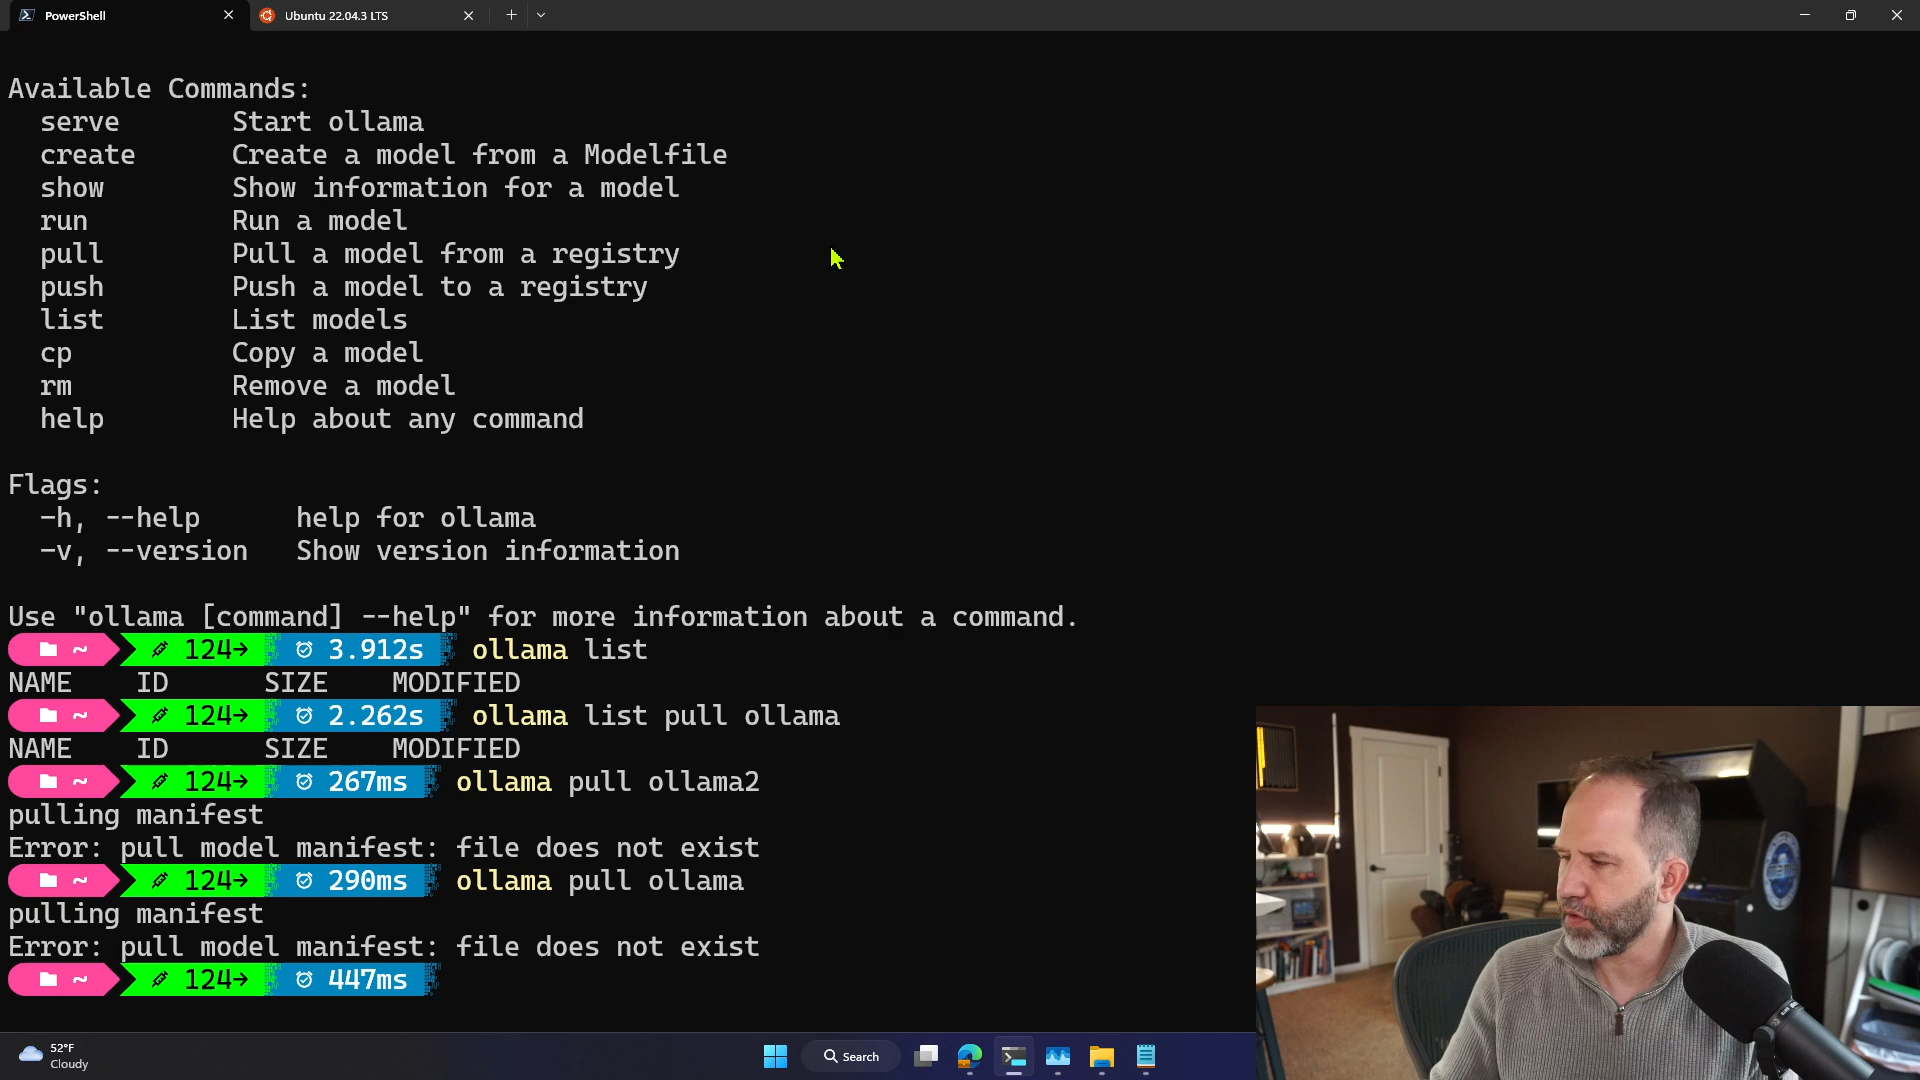 PowerShell
Ubuntu 22.04.3 LTS
Available Commands:
serve Start ollama
create Create a model from a Modelfile
show Show information for a model
run Run a model
pull Pull a model from a registry
push Push a model to a registry
list List models
cp Copy a model
rm Remove a model
help Help about any command
Flags:
-h, --help help for ollama
-v, --version Show version information
Use "ollama [command] --help" for more information about a command.
~ 124→ 3.912s ollama list
NAME ID SIZE MODIFIED
~ 124→ 2.262s ollama list pull ollama
NAME ID SIZE MODIFIED
~ 124→ 267ms ollama pull ollama2
pulling manifest
Error: pull model manifest: file does not exist
~ 124→ 290ms ollama pull ollama
pulling manifest
Error: pull model manifest: file does not exist
~ 124→ 447ms
52°F
Cloudy
Search